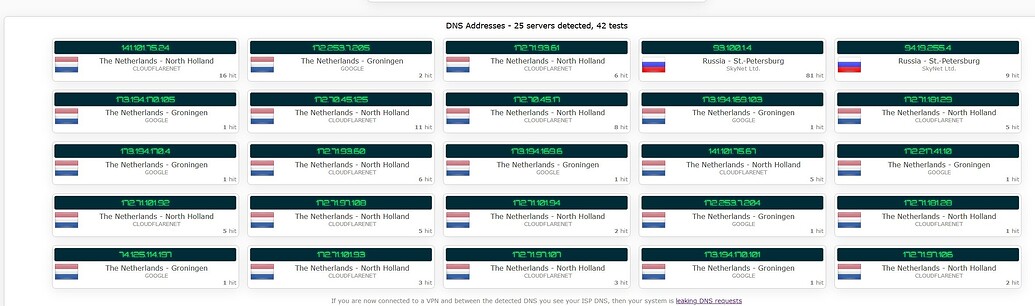 DNS Addresses - 25 servers detected, 42 tests
141.101.75.24
The Netherlands - North Holland
CLOUDFLARENET
16 hit
172.253.7.205
The Netherlands - Groningen
GOOGLE
2 hit
172.71.93.61
The Netherlands - North Holland
CLOUDFLARENET
6 hit
93.100.1.4
Russia - St.-Petersburg
SkyNet Ltd.
81 hit
94.19.255.4
Russia - St.-Petersburg
SkyNet Ltd.
9 hit
173.194.170.105
The Netherlands - Groningen
GOOGLE
1 hit
172.70.45.125
The Netherlands - North Holland
CLOUDFLARENET
11 hit
172.70.45.17
The Netherlands - North Holland
CLOUDFLARENET
8 hit
173.194.169.103
The Netherlands - Groningen
GOOGLE
1 hit
172.71.181.29
The Netherlands - North Holland
CLOUDFLARENET
5 hit
173.194.170.4
The Netherlands - Groningen
GOOGLE
1 hit
172.71.93.60
The Netherlands - North Holland
CLOUDFLARENET
6 hit
173.194.169.6
The Netherlands - Groningen
GOOGLE
1 hit
141.101.75.67
The Netherlands - North Holland
CLOUDFLARENET
5 hit
172.217.41.10
The Netherlands - Groningen
GOOGLE
1 hit
172.71.101.92
The Netherlands - North Holland
CLOUDFLARENET
5 hit
172.71.97.108
The Netherlands - North Holland
CLOUDFLARENET
5 hit
172.71.101.94
The Netherlands - North Holland
CLOUDFLARENET
2 hit
172.253.7.204
The Netherlands - Groningen
GOOGLE
1 hit
172.71.181.28
The Netherlands - North Holland
CLOUDFLARENET
1 hit
74.125.114.197
The Netherlands - Groningen
GOOGLE
1 hit
172.71.101.93
The Netherlands - North Holland
CLOUDFLARENET
3 hit
172.71.97.107
The Netherlands - North Holland
CLOUDFLARENET
3 hit
173.194.170.101
The Netherlands - Groningen
GOOGLE
1 hit
172.71.97.106
The Netherlands - North Holland
CLOUDFLARENET
2 hit
If you are now connected to a VPN and between the detected DNS you see your ISP DNS, then your system is leaking DNS requests